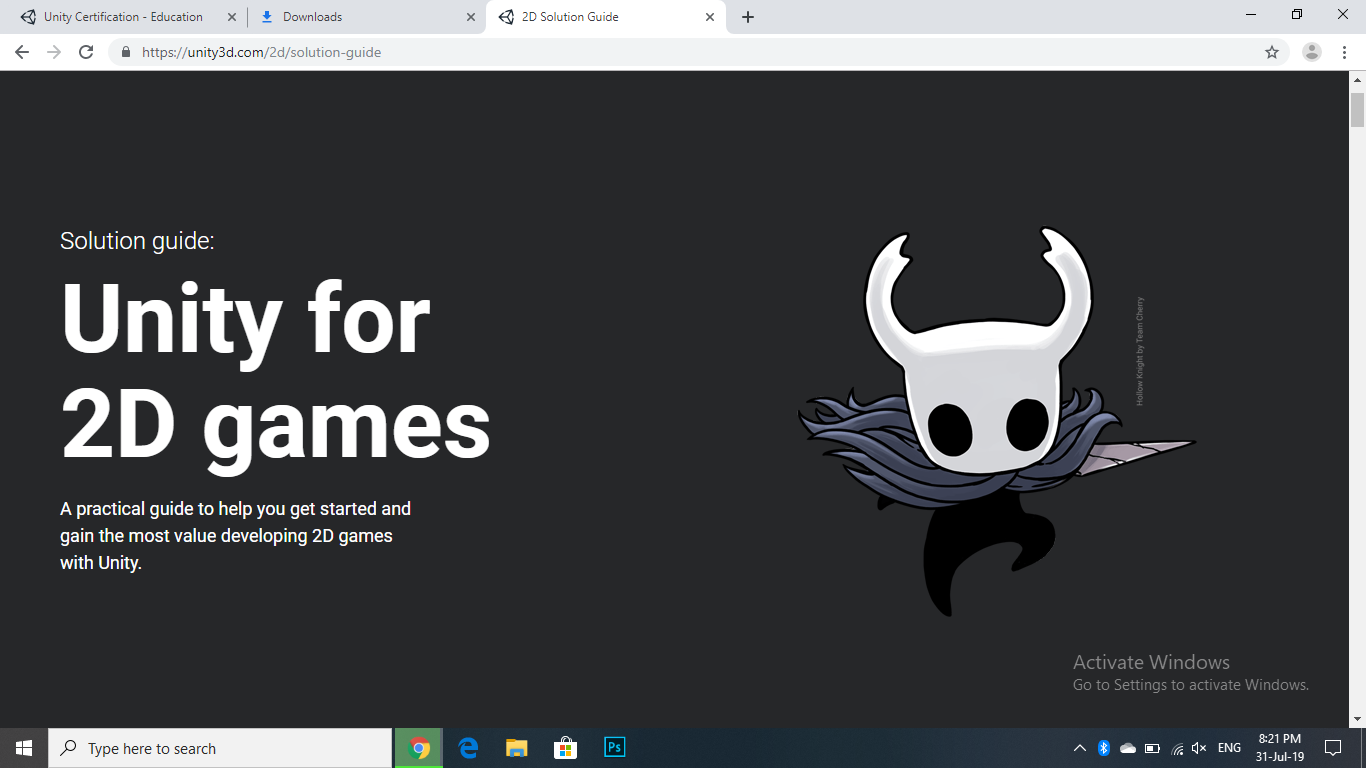 Unity Certification - Education
Downloads
2D Solution Guide
https://unity3d.com/2d/solution-guide
Solution guide:
Unity for
2D games
A practical guide to help you get started and
gain the most value developing 2D games
with Unity.
Hollow Knight by Team Cherry
Activate Windows
Go to Settings to activate Windows.
Type here to search
Ps
ENG
8:21 PM
31-Jul-19